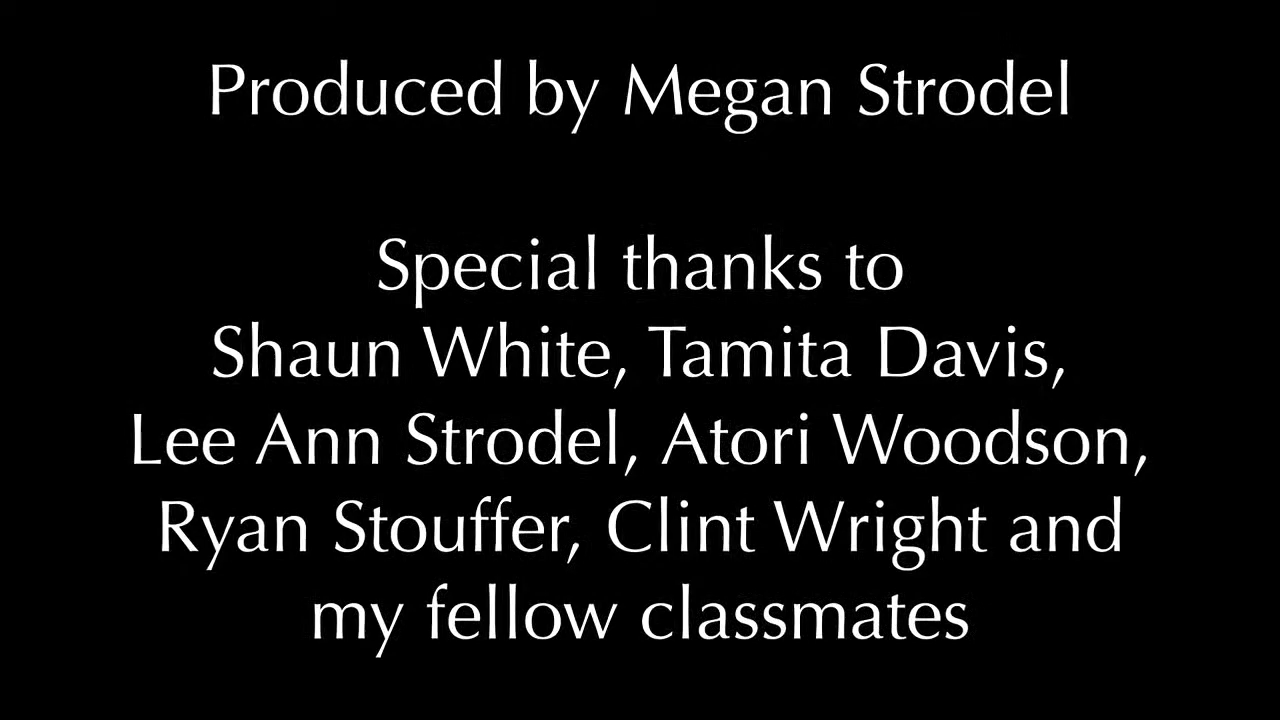 Produced by Megan Strodel
Special thanks to
Shaun White, Tamita Davis,
Lee Ann Strodel, Atori Woodson,
Ryan Stouffer, Clint Wright and
my fellow classmates